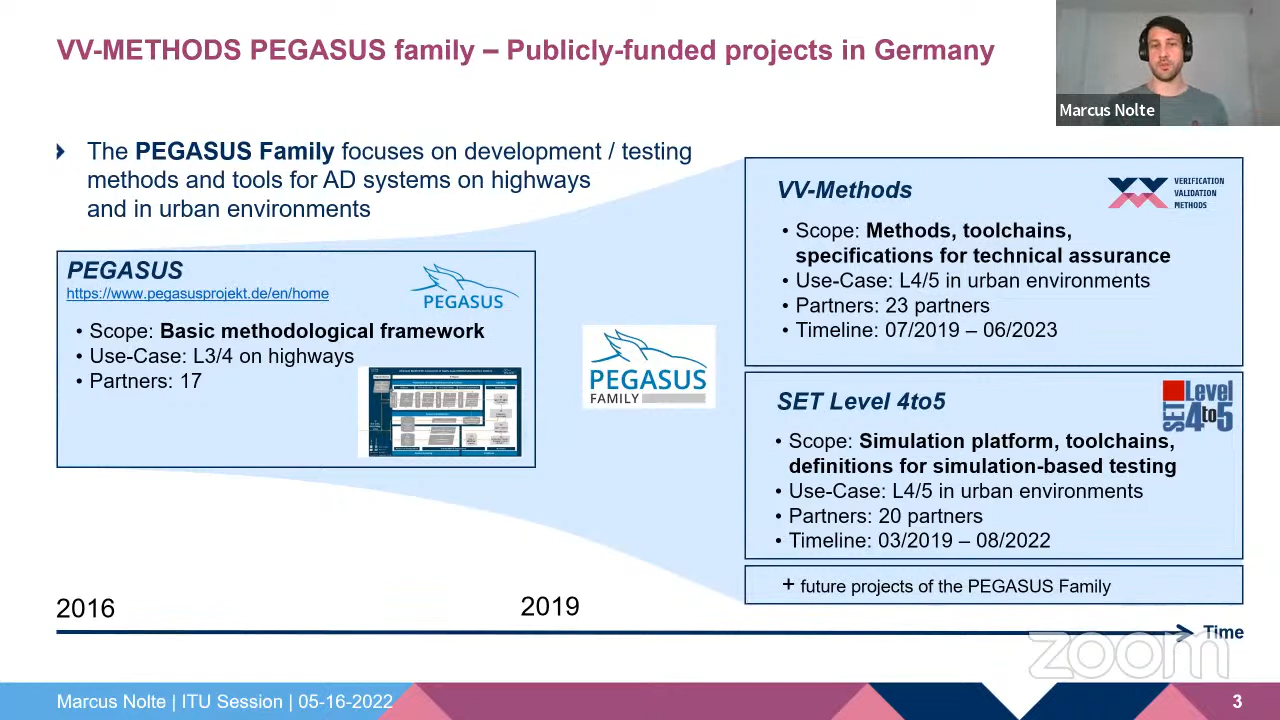 VV-METHODS PEGASUS family – Publicly-funded projects in Germany
Marcus Nolte
The PEGASUS Family focuses on development / testing
methods and tools for AD systems on highways
and in urban environments
PEGASUS
https://www.pegasusprojekt.de/en/home
PEGASUS
• Scope: Basic methodological framework
• Use-Case: L3/4 on highways
• Partners: 17
PEGASUS
FAMILY
VV-Methods
VERIFICATION
VALIDATION
METHODS
• Scope: Methods, toolchains,
specifications for technical assurance
• Use-Case: L4/5 in urban environments
• Partners: 23 partners
• Timeline: 07/2019 – 06/2023
SET Level 4to5
SET Level 4to5
• Scope: Simulation platform, toolchains,
definitions for simulation-based testing
• Use-Case: L4/5 in urban environments
• Partners: 20 partners
• Timeline: 03/2019 – 08/2022
+ future projects of the PEGASUS Family
2016
2019
Time
zoom
Marcus Nolte | ITU Session | 05-16-2022
3